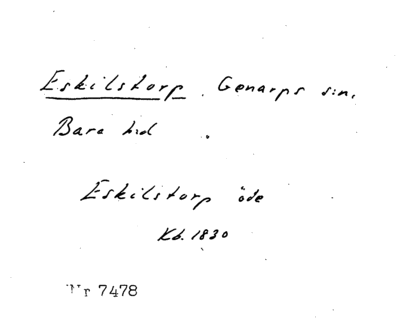 Eskilstorp. Genarps sn.
Bara hd.
Eskilstorp öde
Kb. 1830
Nr 7478